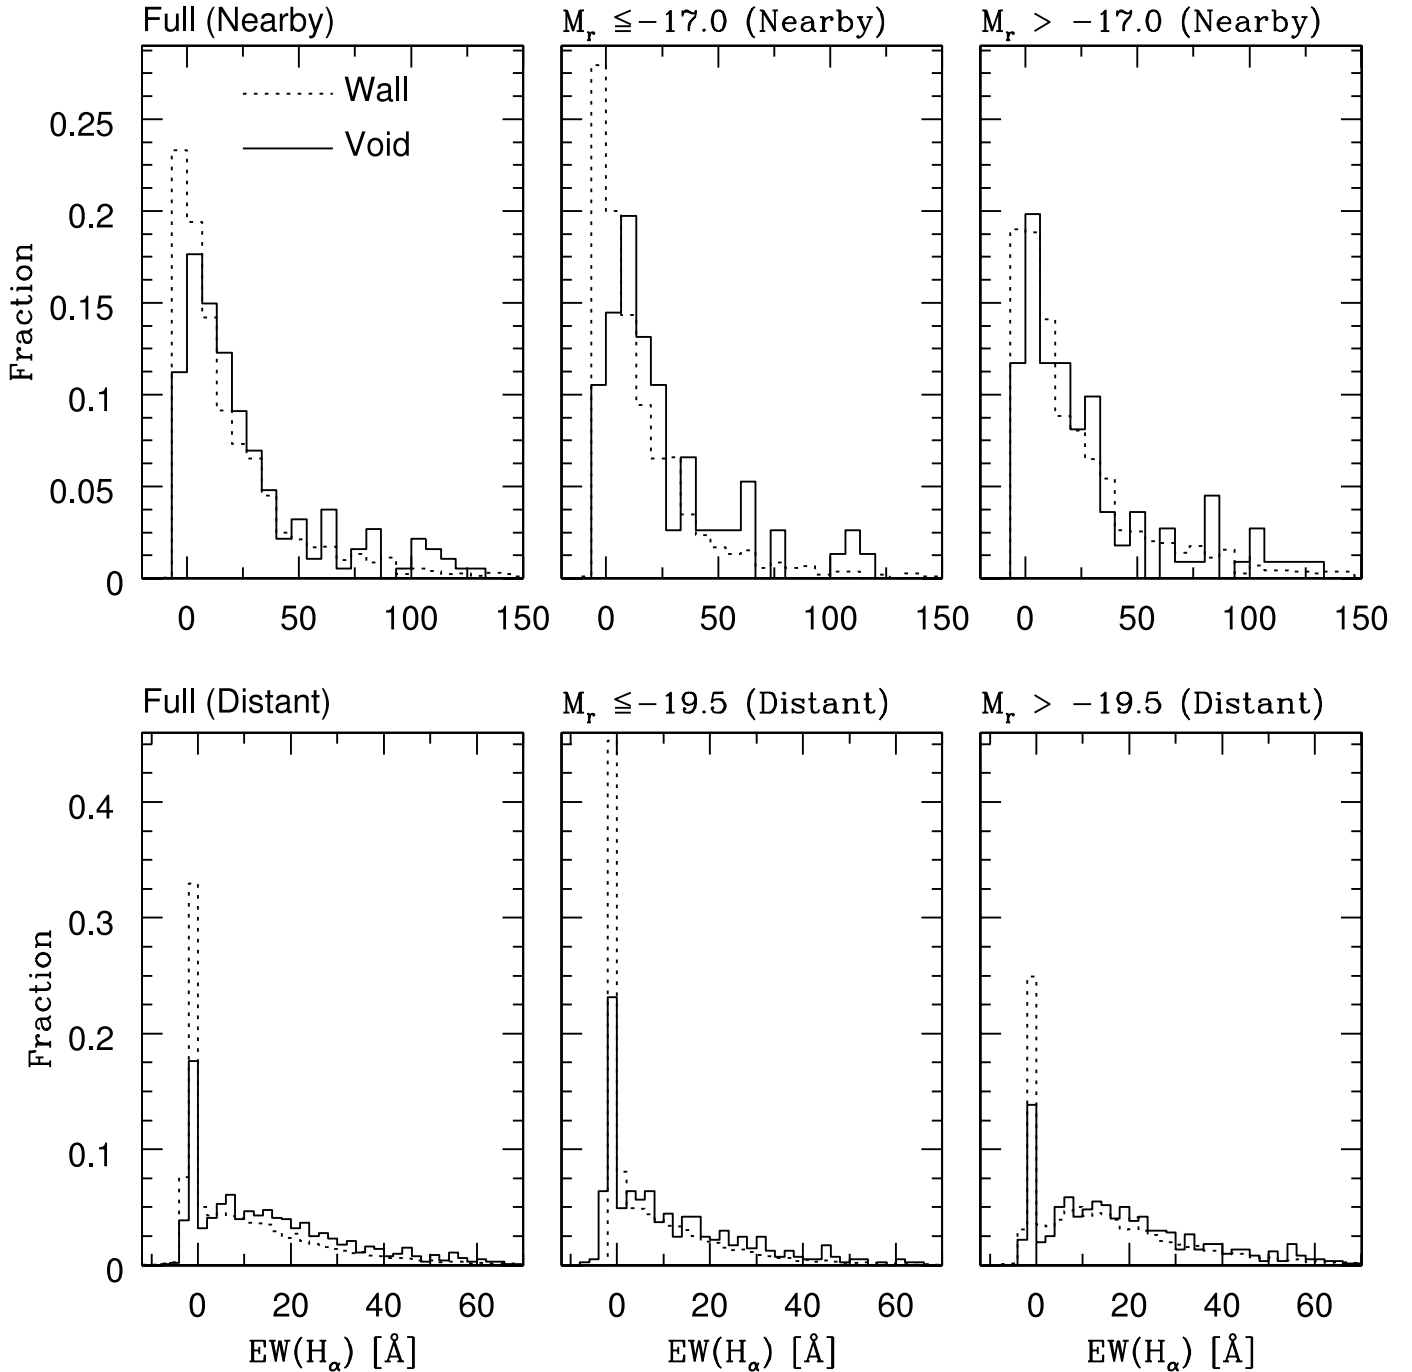 Full (Nearby)
M_r ≦−17.0 (Nearby)
M_r > −17.0 (Nearby)
Wall
Void
Fraction
0.25
0.2
0.15
0.1
0.05
0
0 50 100 150
0 50 100 150
0 50 100 150
Full (Distant)
M_r ≦−19.5 (Distant)
M_r > −19.5 (Distant)
Fraction
0.4
0.3
0.2
0.1
0
0 20 40 60
0 20 40 60
0 20 40 60
EW(H_α) [Å]
EW(H_α) [Å]
EW(H_α) [Å]